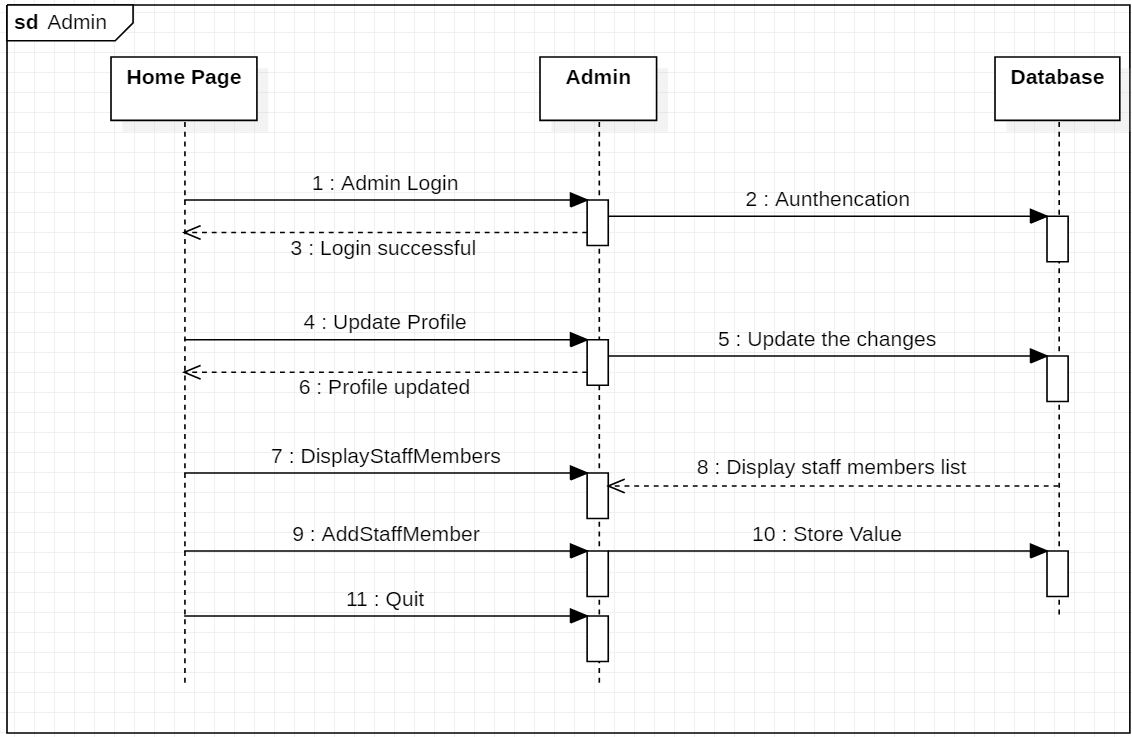 sd Admin
Home Page
Admin
Database
1 : Admin Login
2 : Aunthencation
3 : Login successful
4 : Update Profile
5 : Update the changes
6 : Profile updated
7 : DisplayStaffMembers
8 : Display staff members list
9 : AddStaffMember
10 : Store Value
11 : Quit